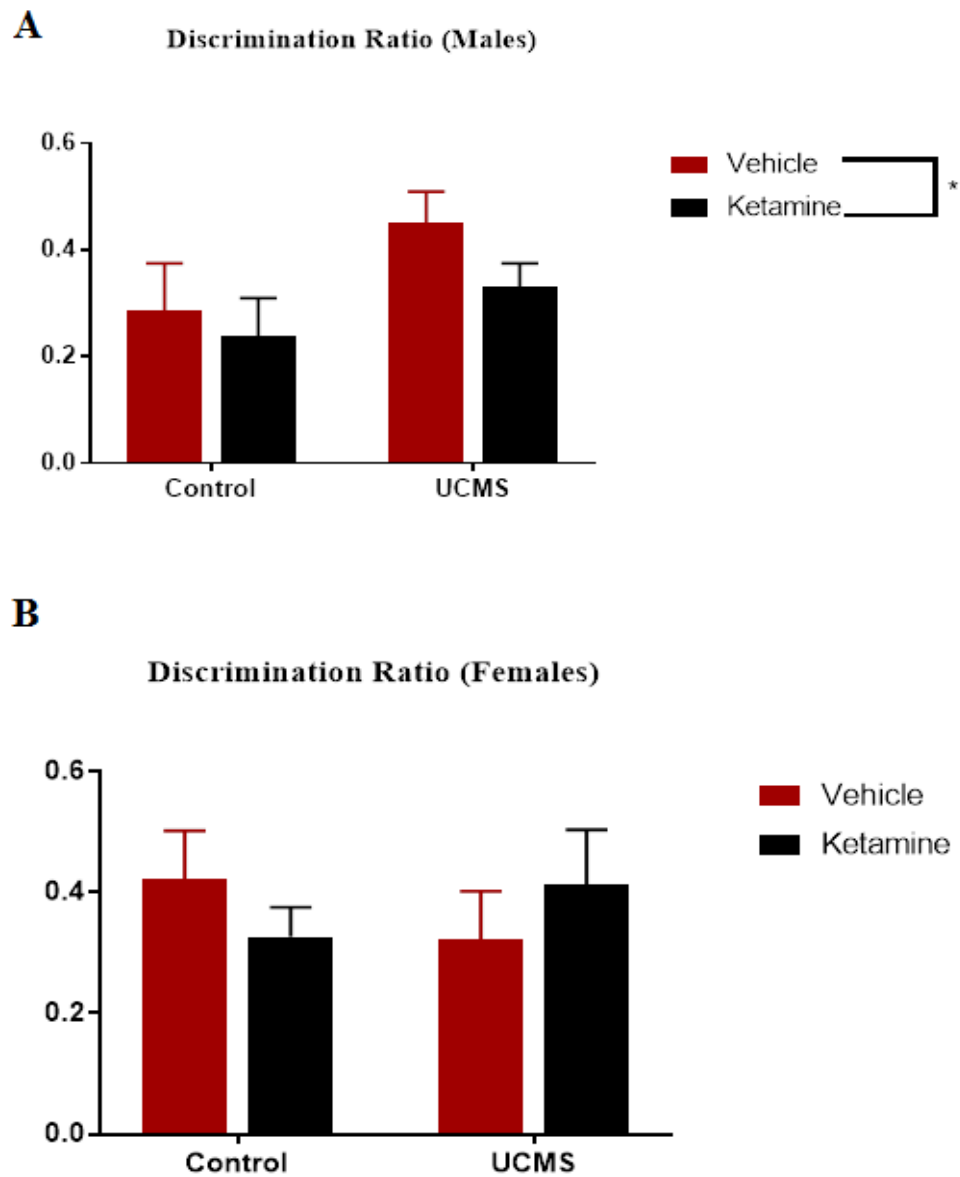 A
Discrimination Ratio (Males)
0.6
0.4
0.2
0.0
Control
UCMS
Vehicle
Ketamine
*
B
Discrimination Ratio (Females)
0.6
0.4
0.2
0.0
Control
UCMS
Vehicle
Ketamine